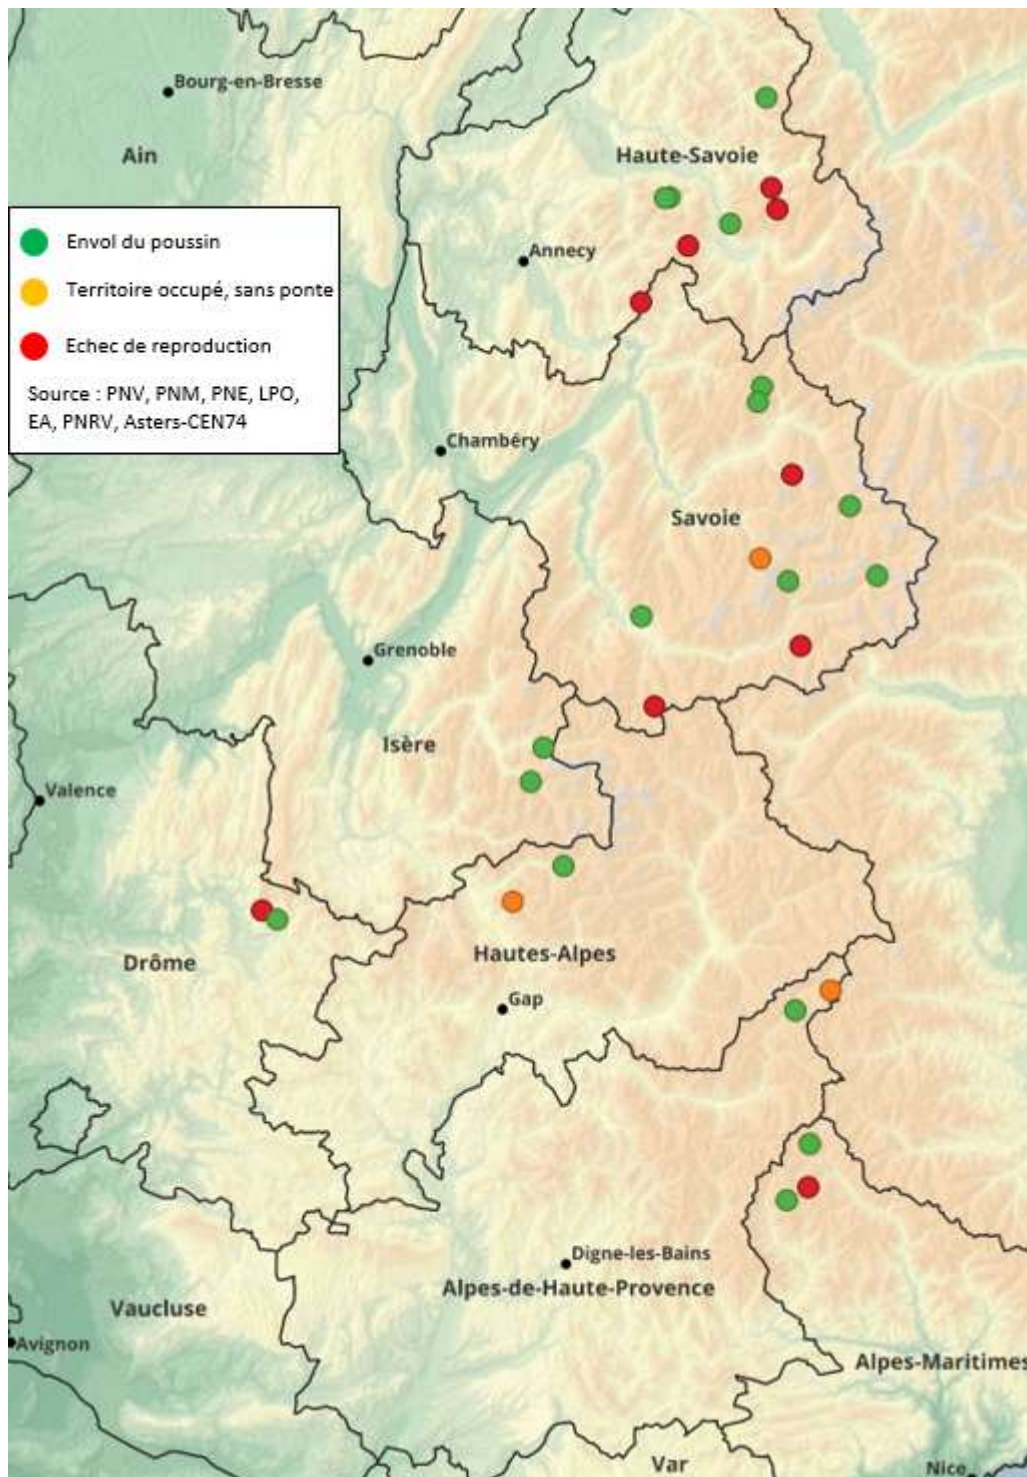 Bourg-en-Bresse
Ain
Haute-Savoie
Envol du poussin
Territoire occupé, sans ponte
Echec de reproduction
Source : PNV, PNM, PNE, LPO,
EA, PNRV, Asters-CEN74
Annecy
Chambéry
Savoie
Grenoble
Isère
Valence
Drôme
Hautes-Alpes
Gap
Digne-les-Bains
Alpes-de-Haute-Provence
Vaucluse
Avignon
Alpes-Maritimes
Var
Nice